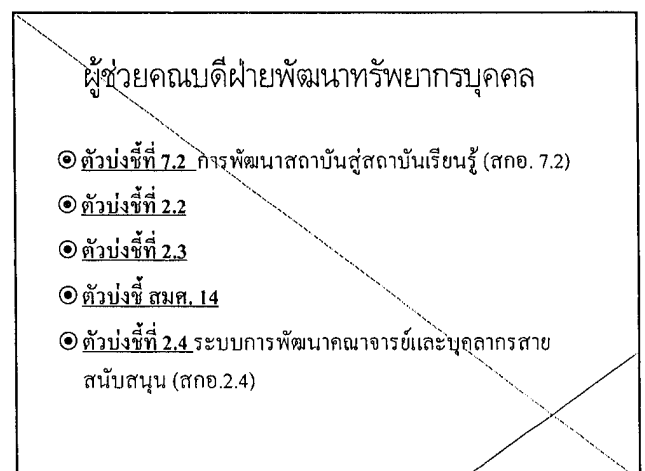 ผู้ช่วยคณบดีฝ่ายพัฒนาทรัพยากรบุคคล
ตัวบ่งชี้ที่ 7.2 การพัฒนาสถาบันสู่สถาบันเรียนรู้ (สกอ. 7.2)
ตัวบ่งชี้ที่ 2.2
ตัวบ่งชี้ที่ 2.3
ตัวบ่งชี้ สมศ. 14
ตัวบ่งชี้ที่ 2.4 ระบบการพัฒนาคณาจารย์และบุคลากรสาย
สนับสนุน (สกอ.2.4)